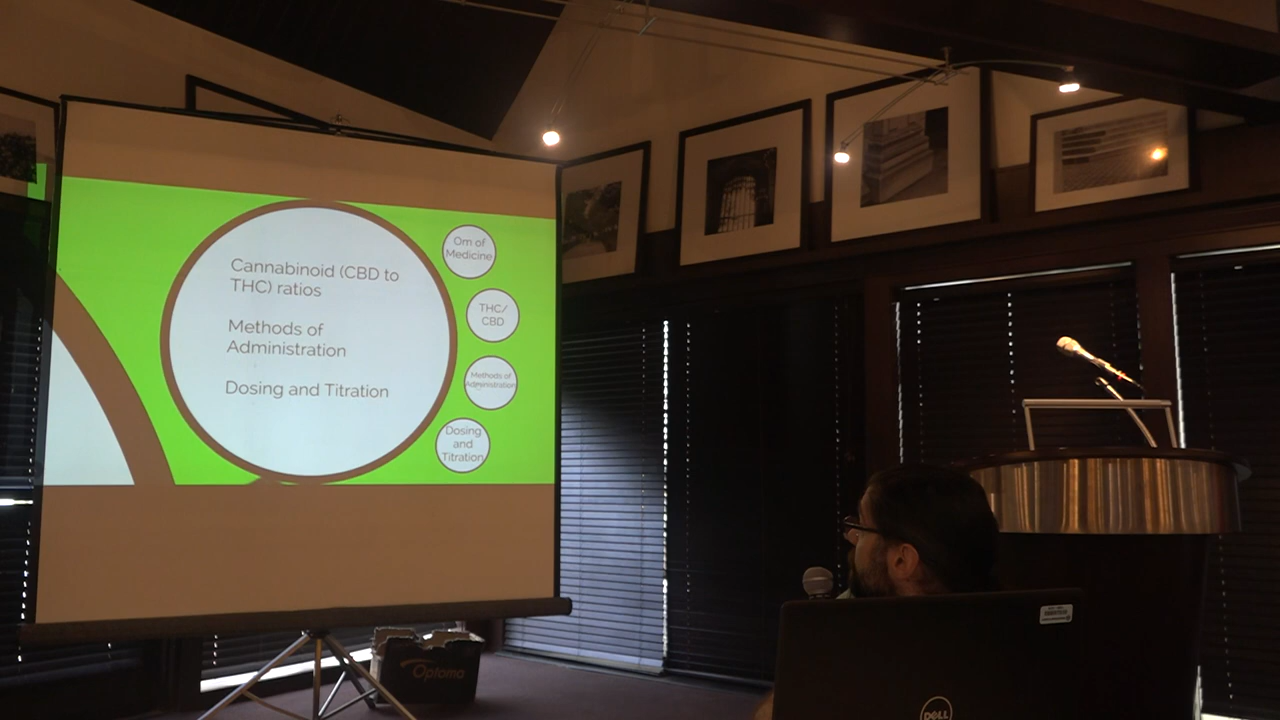 Cannabinoid (CBD to
THC) ratios
Methods of
Administration
Dosing and Titration
Om of
Medicine
THC/
CBD
Methods of
Administration
Dosing
and
Titration
Optoma
DELL